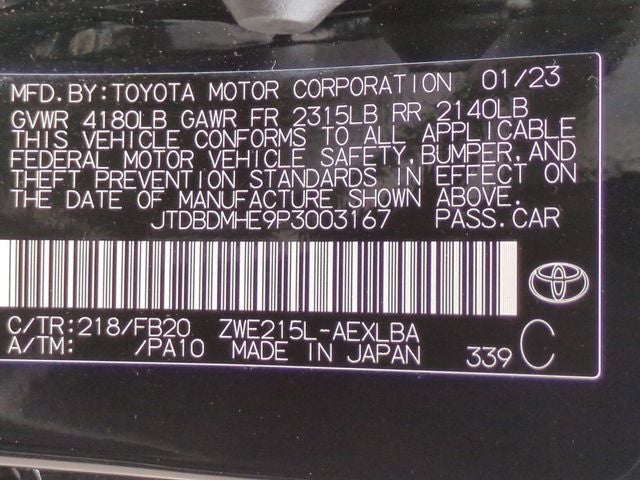 MFD.BY:TOYOTA MOTOR CORPORATION 01/23
GVWR 4180LB GAWR FR 2315LB RR 2140LB
THIS VEHICLE CONFORMS TO ALL APPLICABLE
FEDERAL MOTOR VEHICLE SAFETY,BUMPER,AND
THEFT PREVENTION STANDARDS IN EFFECT ON
THE DATE OF MANUFACTURE SHOWN ABOVE.
JTDBDMHE9P3003167 PASS.CAR
C/TR:218/FB20 ZWE215L-AEXLBA
A/TM: /PA10 MADE IN JAPAN 339 C